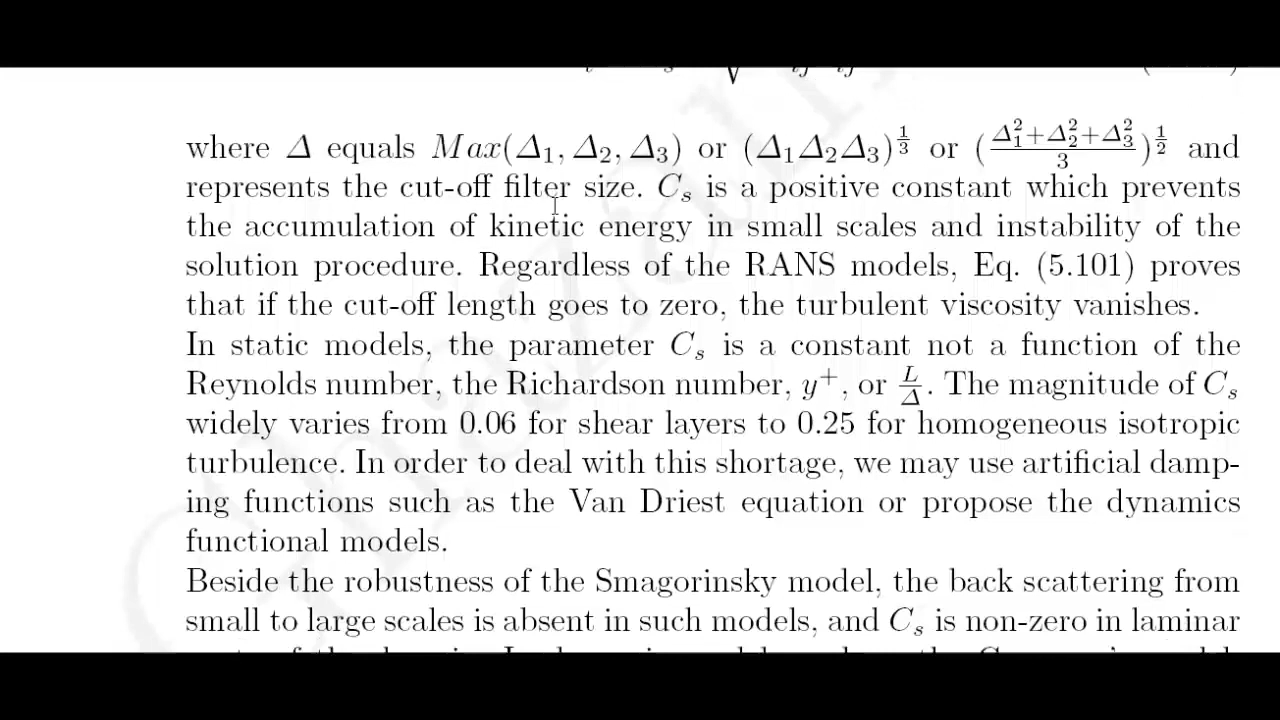 where Δ equals Max(Δ₁, Δ₂, Δ₃) or (Δ₁Δ₂Δ₃)^{1/3} or ((Δ₁²+Δ₂²+Δ₃²)/3)^{1/2} and
represents the cut-off filter size. Cₛ is a positive constant which prevents
the accumulation of kinetic energy in small scales and instability of the
solution procedure. Regardless of the RANS models, Eq. (5.101) proves
that if the cut-off length goes to zero, the turbulent viscosity vanishes.
In static models, the parameter Cₛ is a constant not a function of the
Reynolds number, the Richardson number, y⁺, or L/Δ. The magnitude of Cₛ
widely varies from 0.06 for shear layers to 0.25 for homogeneous isotropic
turbulence. In order to deal with this shortage, we may use artificial damp-
ing functions such as the Van Driest equation or propose the dynamics
functional models.
Beside the robustness of the Smagorinsky model, the back scattering from
small to large scales is absent in such models, and Cₛ is non-zero in laminar